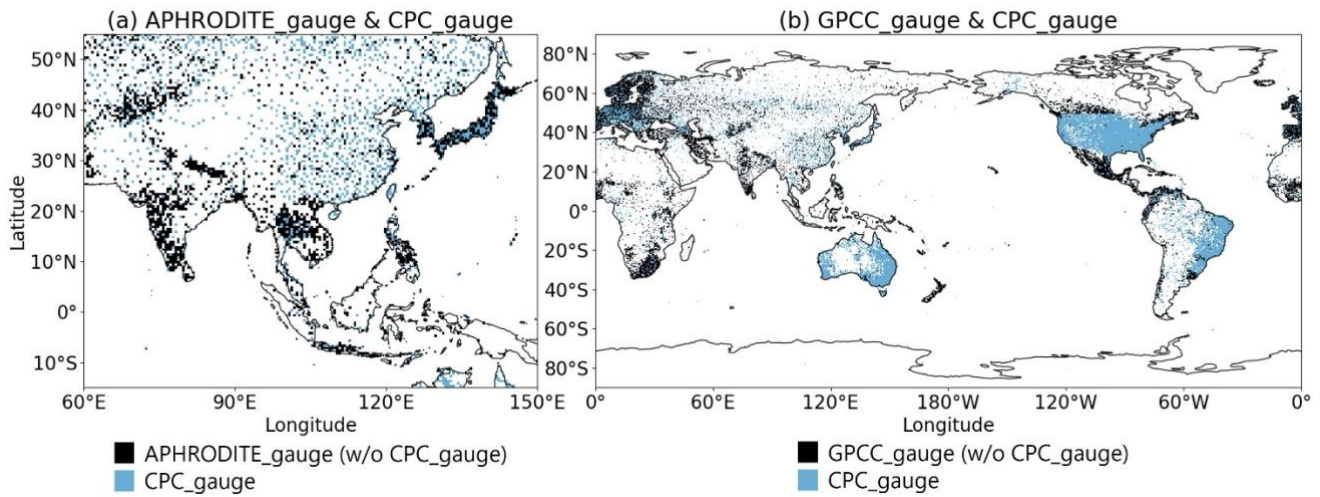 (a) APHRODITE_gauge & CPC_gauge
50°N
40°N
30°N
20°N
10°N
0°
10°S
Latitude
60°E
90°E
120°E
150°E
Longitude
APHRODITE_gauge (w/o CPC_gauge)
CPC_gauge
(b) GPCC_gauge & CPC_gauge
80°N
60°N
40°N
20°N
0°
20°S
40°S
60°S
80°S
0°
60°E
120°E
180°W
120°W
60°W
0°
Longitude
GPCC_gauge (w/o CPC_gauge)
CPC_gauge